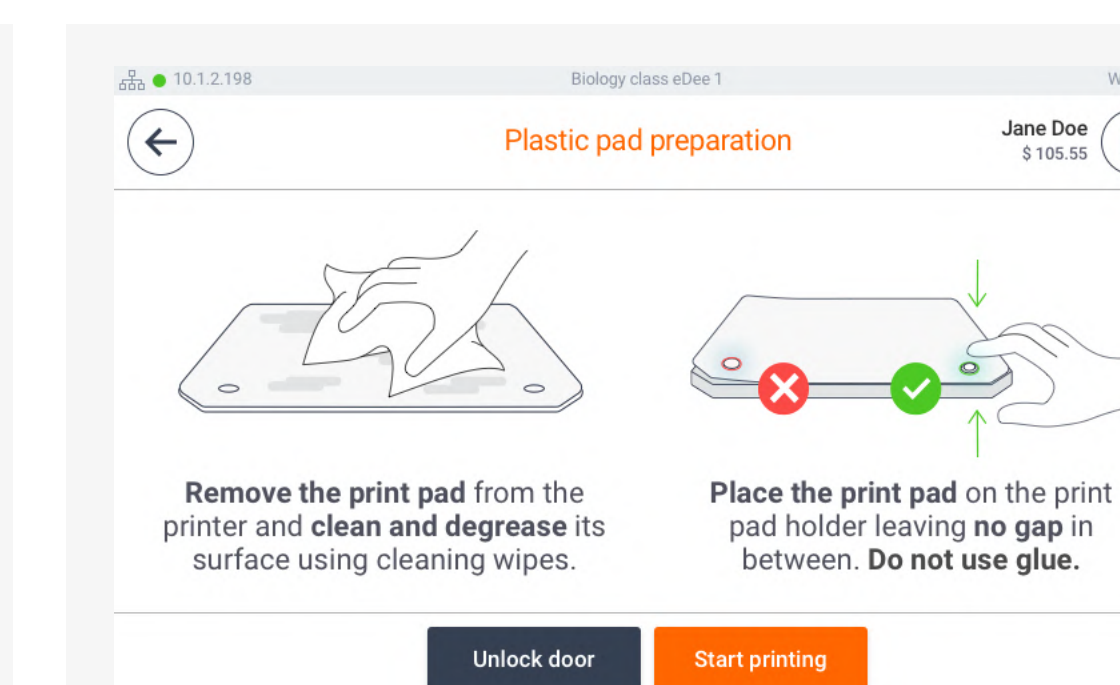 10.1.2.198
Biology class eDee 1
W
Plastic pad preparation
Jane Doe
$ 105.55
Remove the print pad from the
printer and clean and degrease its
surface using cleaning wipes.
Place the print pad on the print
pad holder leaving no gap in
between. Do not use glue.
Unlock door
Start printing